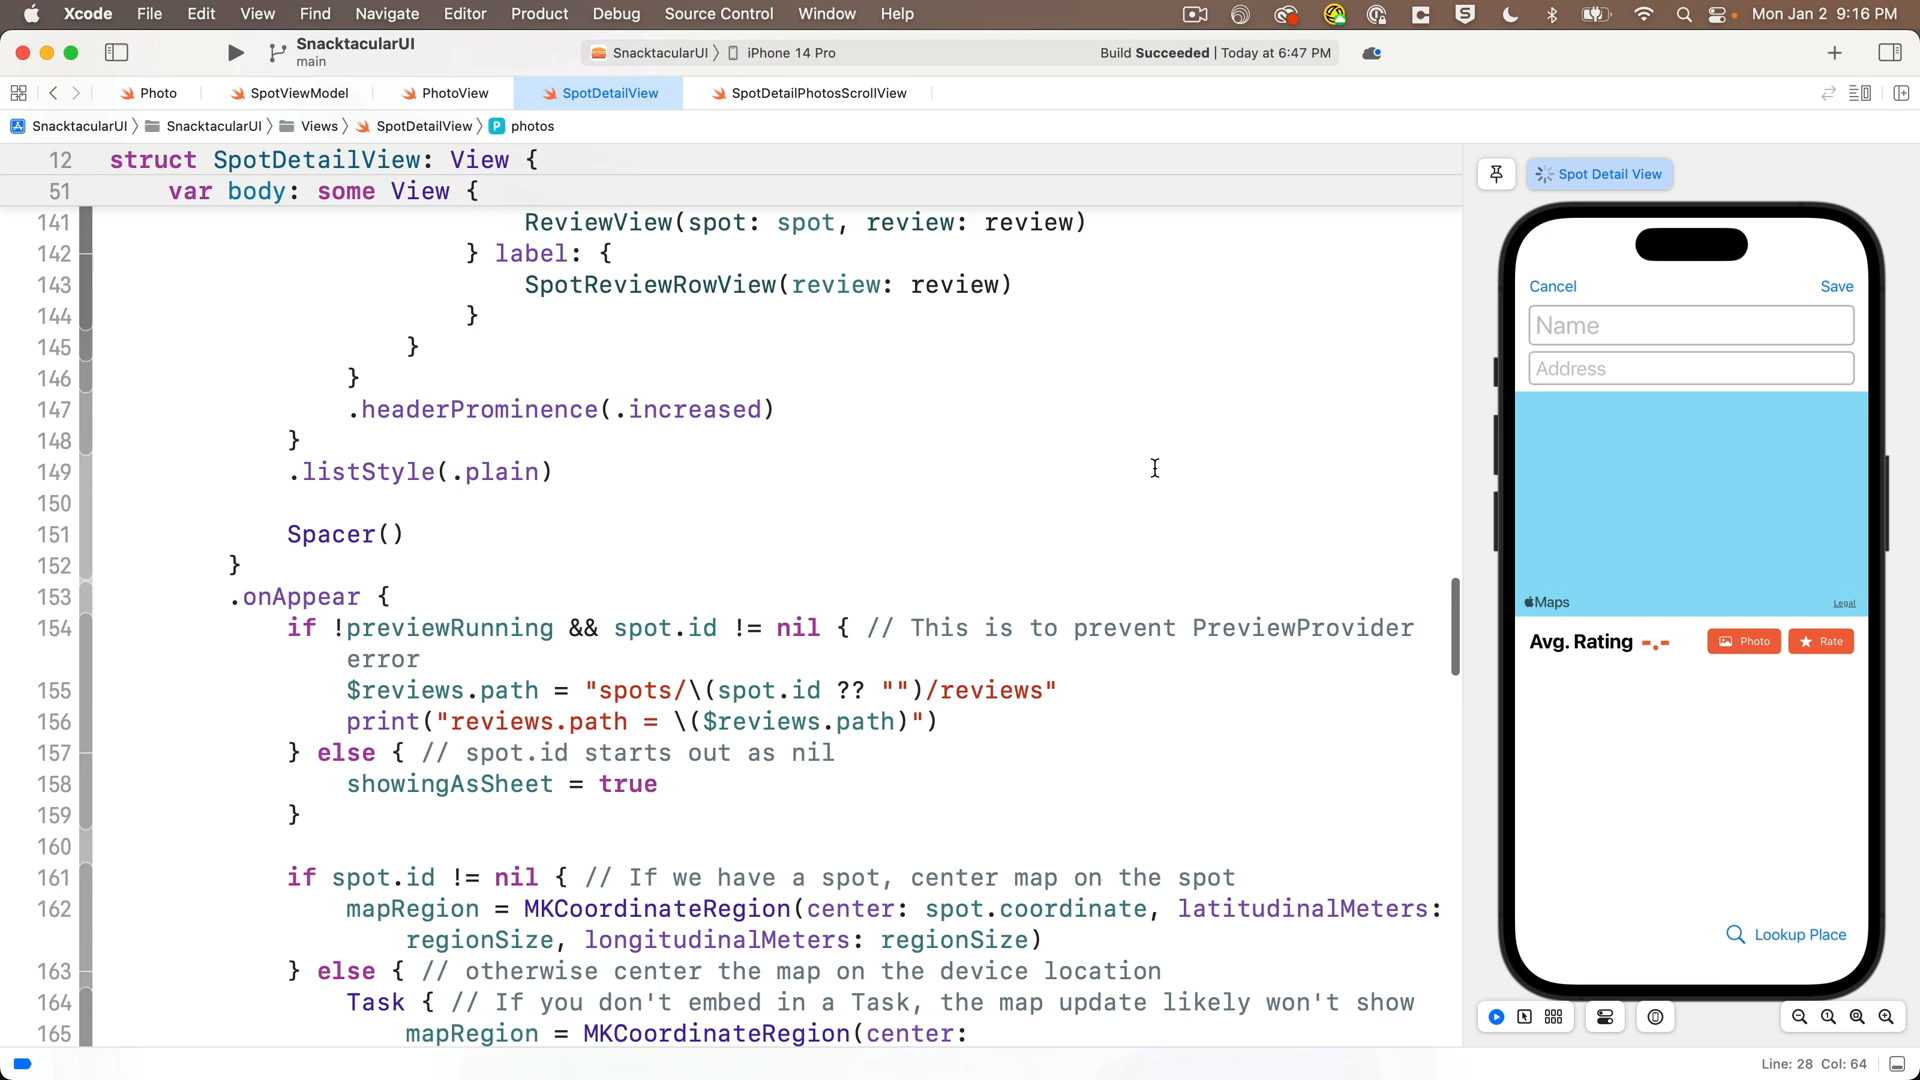 Xcode File Edit View Find Navigate Editor Product Debug Source Control Window Help Mon Jan 2 9:16 PM
SnacktacularUI
main
SnacktacularUI 〉 iPhone 14 Pro
Build Succeeded | Today at 6:47 PM
Photo SpotViewModel PhotoView SpotDetailView SpotDetailPhotosScrollView
SnacktacularUI 〉 SnacktacularUI 〉 Views 〉 SpotDetailView 〉 P photos
12 struct SpotDetailView: View {
51 var body: some View {
141 ReviewView(spot: spot, review: review)
142 } label: {
143 SpotReviewRowView(review: review)
144 }
145 }
146 }
147 .headerProminence(.increased)
148 }
149 .listStyle(.plain)
150
151 Spacer()
152 }
153 .onAppear {
154 if !previewRunning && spot.id != nil { // This is to prevent PreviewProvider
error
155 $reviews.path = "spots/\(spot.id ?? "")/reviews"
156 print("reviews.path = \($reviews.path)")
157 } else { // spot.id starts out as nil
158 showingAsSheet = true
159 }
160
161 if spot.id != nil { // If we have a spot, center map on the spot
162 mapRegion = MKCoordinateRegion(center: spot.coordinate, latitudinalMeters:
regionSize, longitudinalMeters: regionSize)
163 } else { // otherwise center the map on the device location
164 Task { // If you don't embed in a Task, the map update likely won't show
165 mapRegion = MKCoordinateRegion(center:
Spot Detail View
Cancel Save
Name
Address
Maps Legal
Avg. Rating -.- Photo Rate
Lookup Place
Line: 28 Col: 64